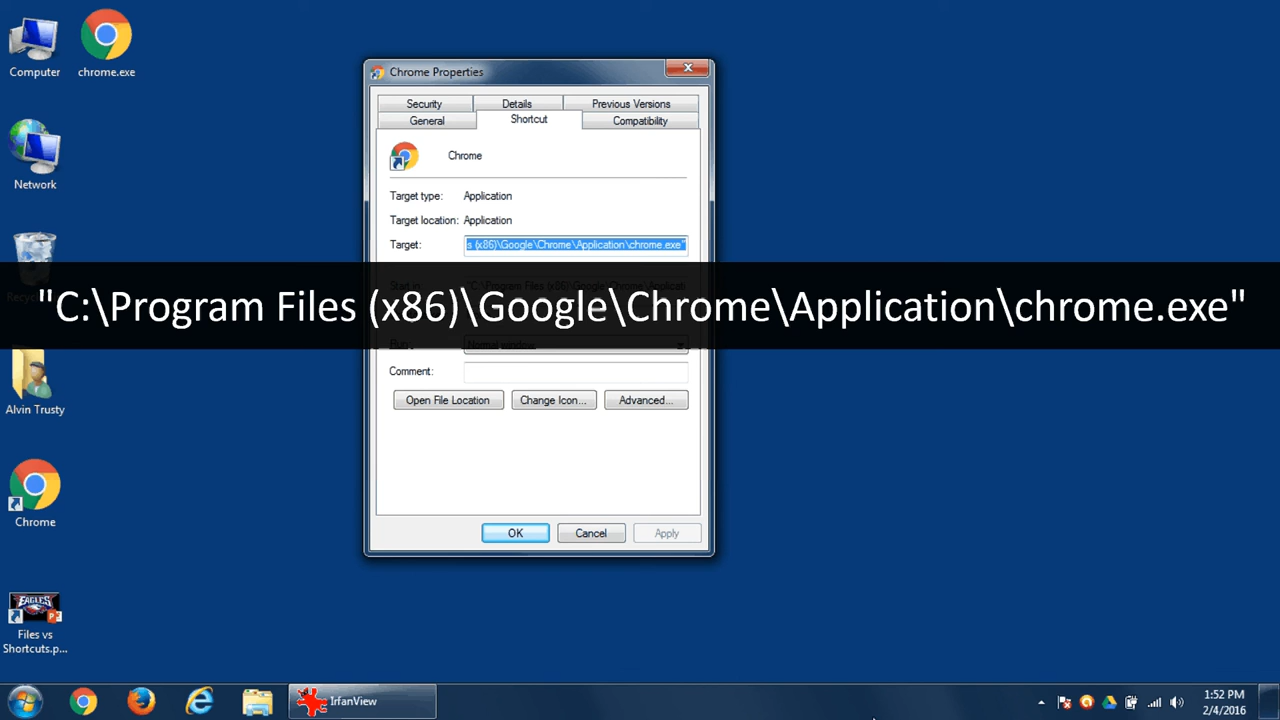 Computer
chrome.exe
Network
Chrome Properties
Security Details Previous Versions
General Shortcut Compatibility
Chrome
Target type: Application
Target location: Application
Target: s (x86)\Google\Chrome\Application\chrome.exe"
"C:\Program Files (x86)\Google\Chrome\Application\chrome.exe"
Normal window
Comment:
Open File Location Change Icon... Advanced...
OK Cancel Apply
Alvin Trusty
Chrome
EAGLES
Files vs
Shortcuts.p...
IrfanView
1:52 PM
2/4/2016